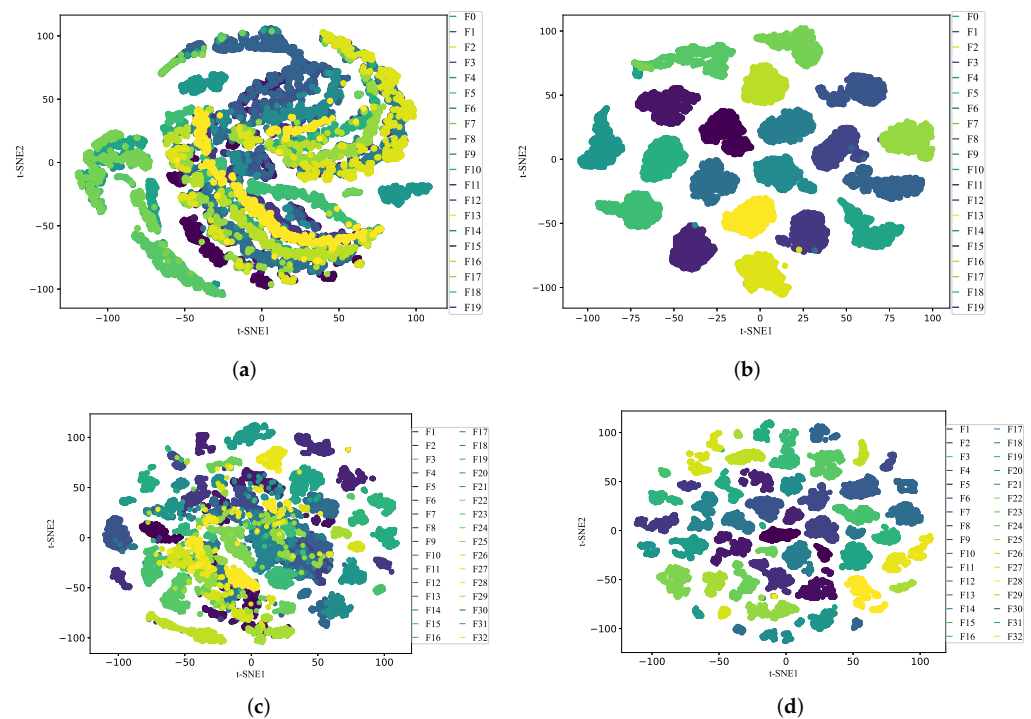 100
50
0
−50
−100
−100
−50
0
50
100
t-SNE2
t-SNE1
F0
F1
F2
F3
F4
F5
F6
F7
F8
F9
F10
F11
F12
F13
F14
F15
F16
F17
F18
F19
(a)
100
50
0
−50
−100
−100
−75
−50
−25
0
25
50
75
100
t-SNE2
t-SNE1
F0
F1
F2
F3
F4
F5
F6
F7
F8
F9
F10
F11
F12
F13
F14
F15
F16
F17
F18
F19
(b)
100
50
0
−50
−100
−100
−50
0
50
100
t-SNE2
t-SNE1
F1 F17
F2 F18
F3 F19
F4 F20
F5 F21
F6 F22
F7 F23
F8 F24
F9 F25
F10 F26
F11 F27
F12 F28
F13 F29
F14 F30
F15 F31
F16 F32
(c)
100
50
0
−50
−100
−100
−50
0
50
100
t-SNE2
t-SNE1
F1 F17
F2 F18
F3 F19
F4 F20
F5 F21
F6 F22
F7 F23
F8 F24
F9 F25
F10 F26
F11 F27
F12 F28
F13 F29
F14 F30
F15 F31
F16 F32
(d)